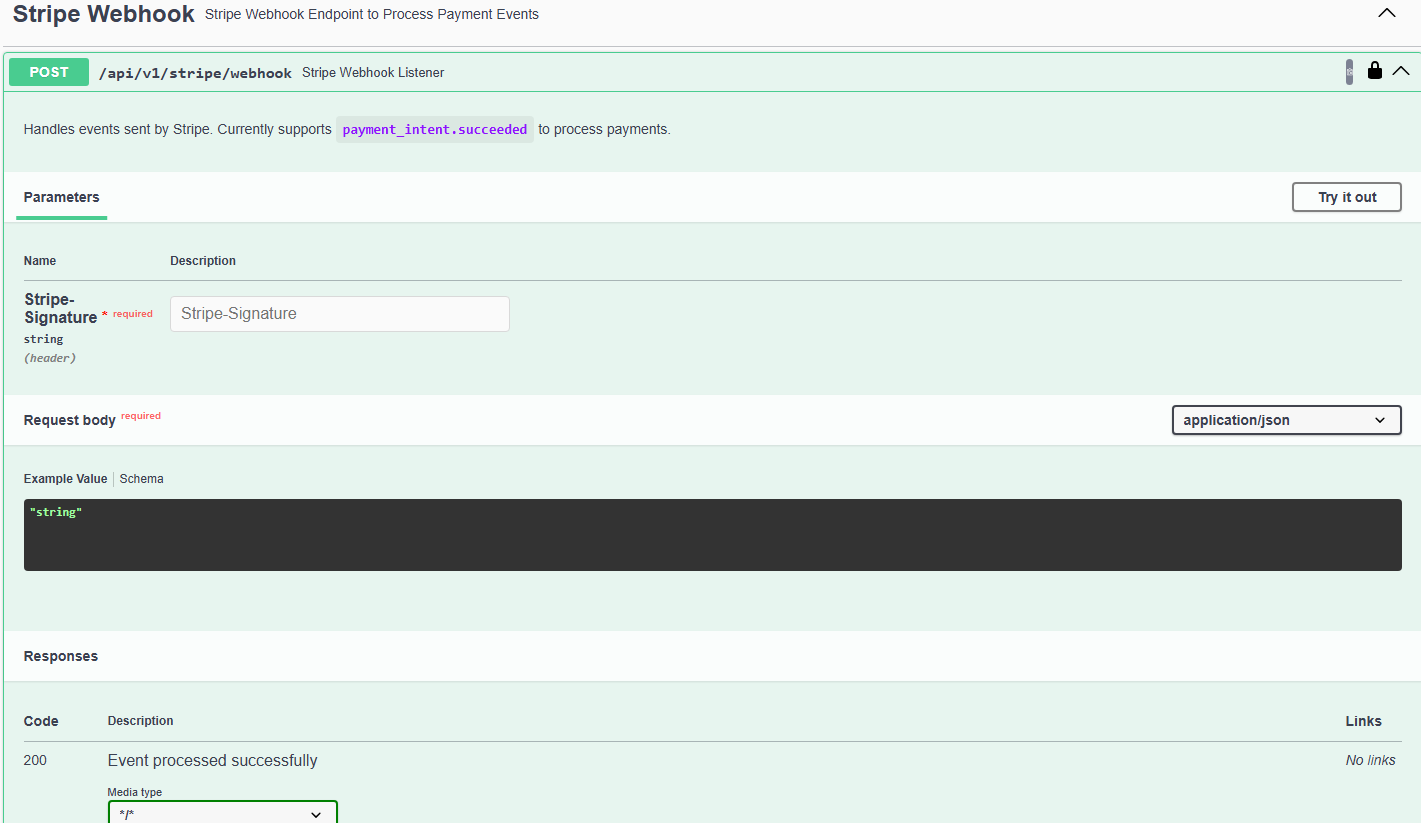 Stripe Webhook Stripe Webhook Endpoint to Process Payment Events
POST /api/v1/stripe/webhook Stripe Webhook Listener
Handles events sent by Stripe. Currently supports payment_intent.succeeded to process payments.
Parameters Try it out
Name Description
Stripe-
Signature * required Stripe-Signature
string
(header)
Request body required application/json
Example Value Schema
"string"
Responses
Code Description Links
200 Event processed successfully No links
Media type
*/*